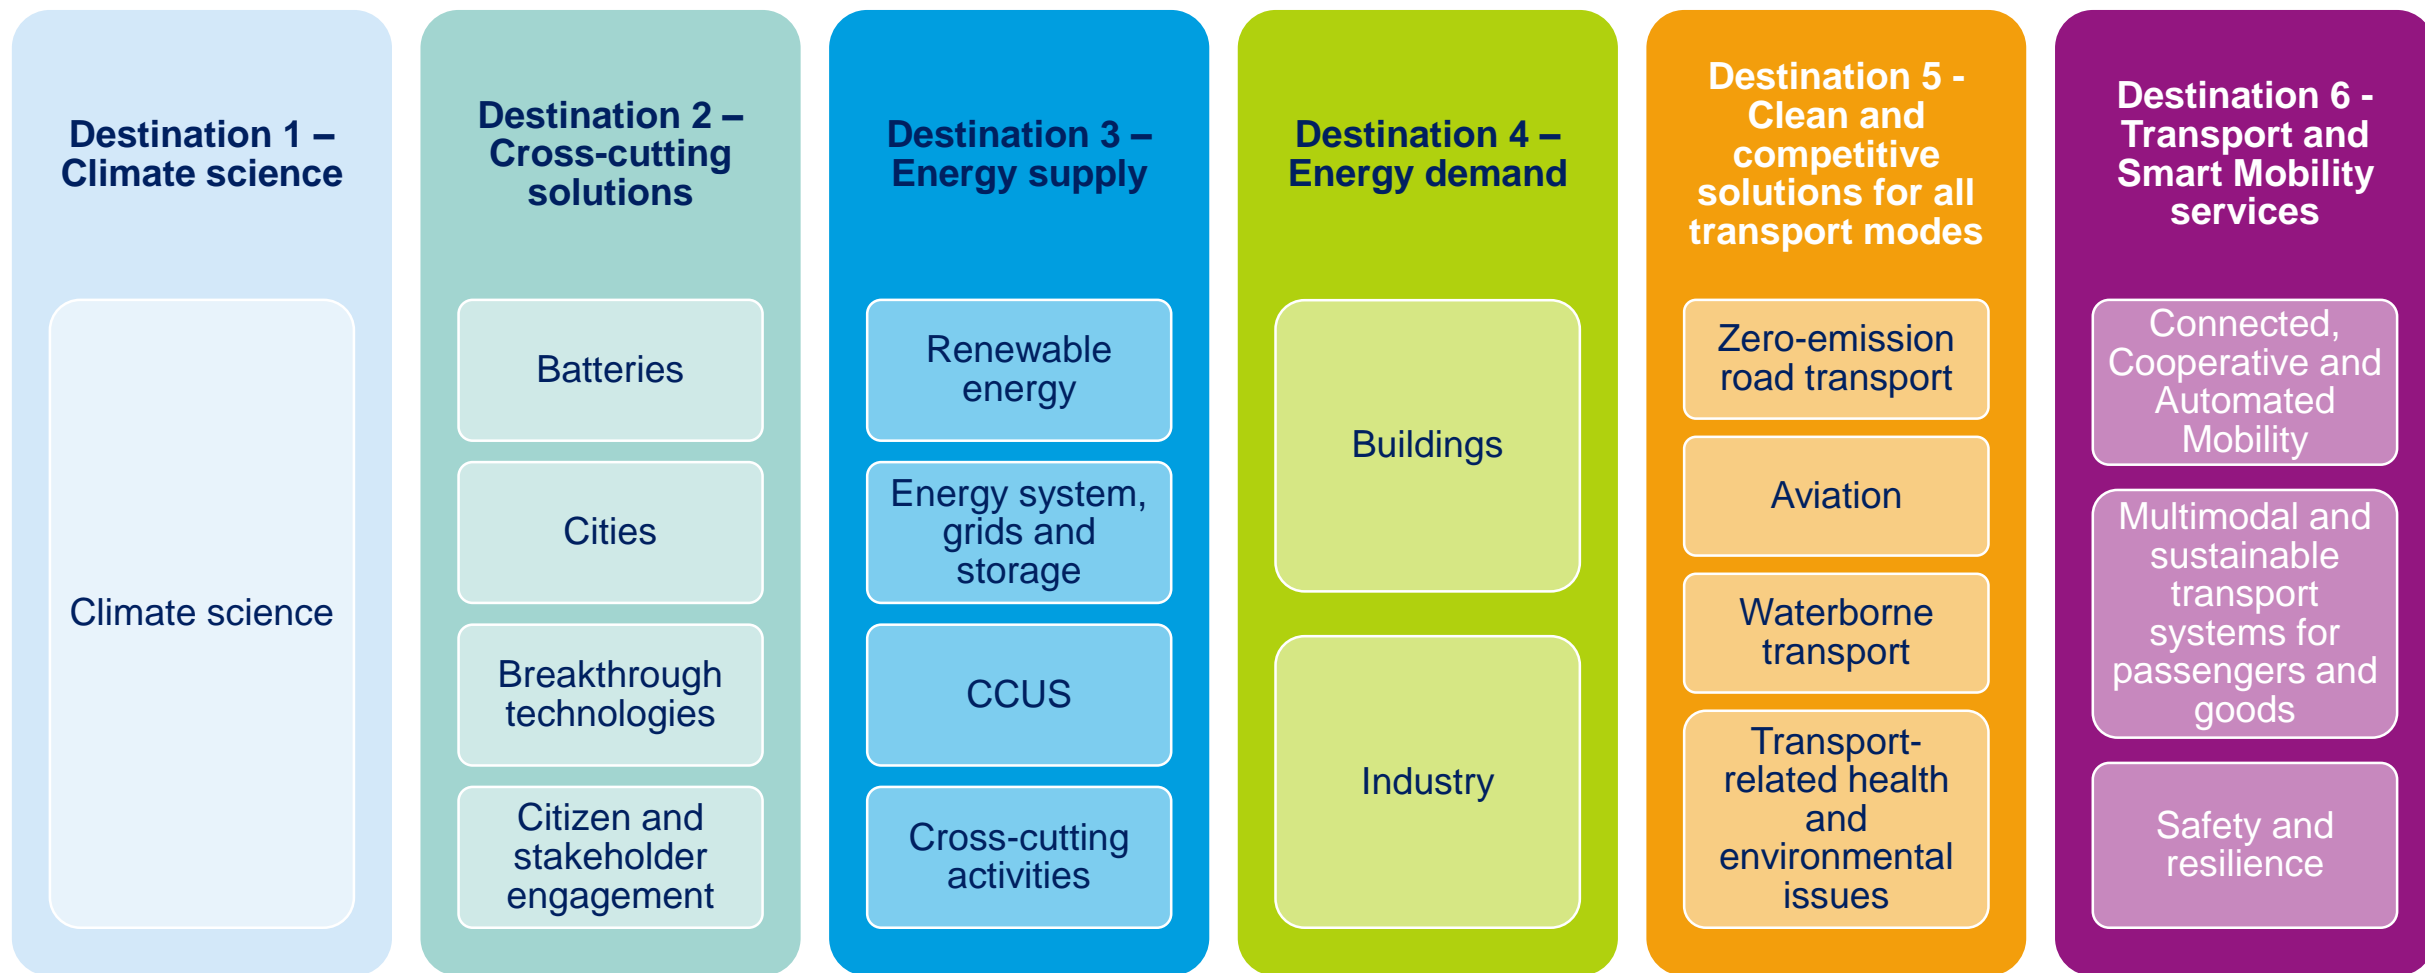 Destination 1 –
Climate science
Climate science
Destination 2 –
Cross-cutting
solutions
Batteries
Cities
Breakthrough
technologies
Citizen and
stakeholder
engagement
Destination 3 –
Energy supply
Renewable
energy
Energy system,
grids and
storage
CCUS
Cross-cutting
activities
Destination 4 –
Energy demand
Buildings
Industry
Destination 5 -
Clean and
competitive
solutions for all
transport modes
Zero-emission
road transport
Aviation
Waterborne
transport
Transport-
related health
and
environmental
issues
Destination 6 -
Transport and
Smart Mobility
services
Connected,
Cooperative and
Automated
Mobility
Multimodal and
sustainable
transport
systems for
passengers and
goods
Safety and
resilience